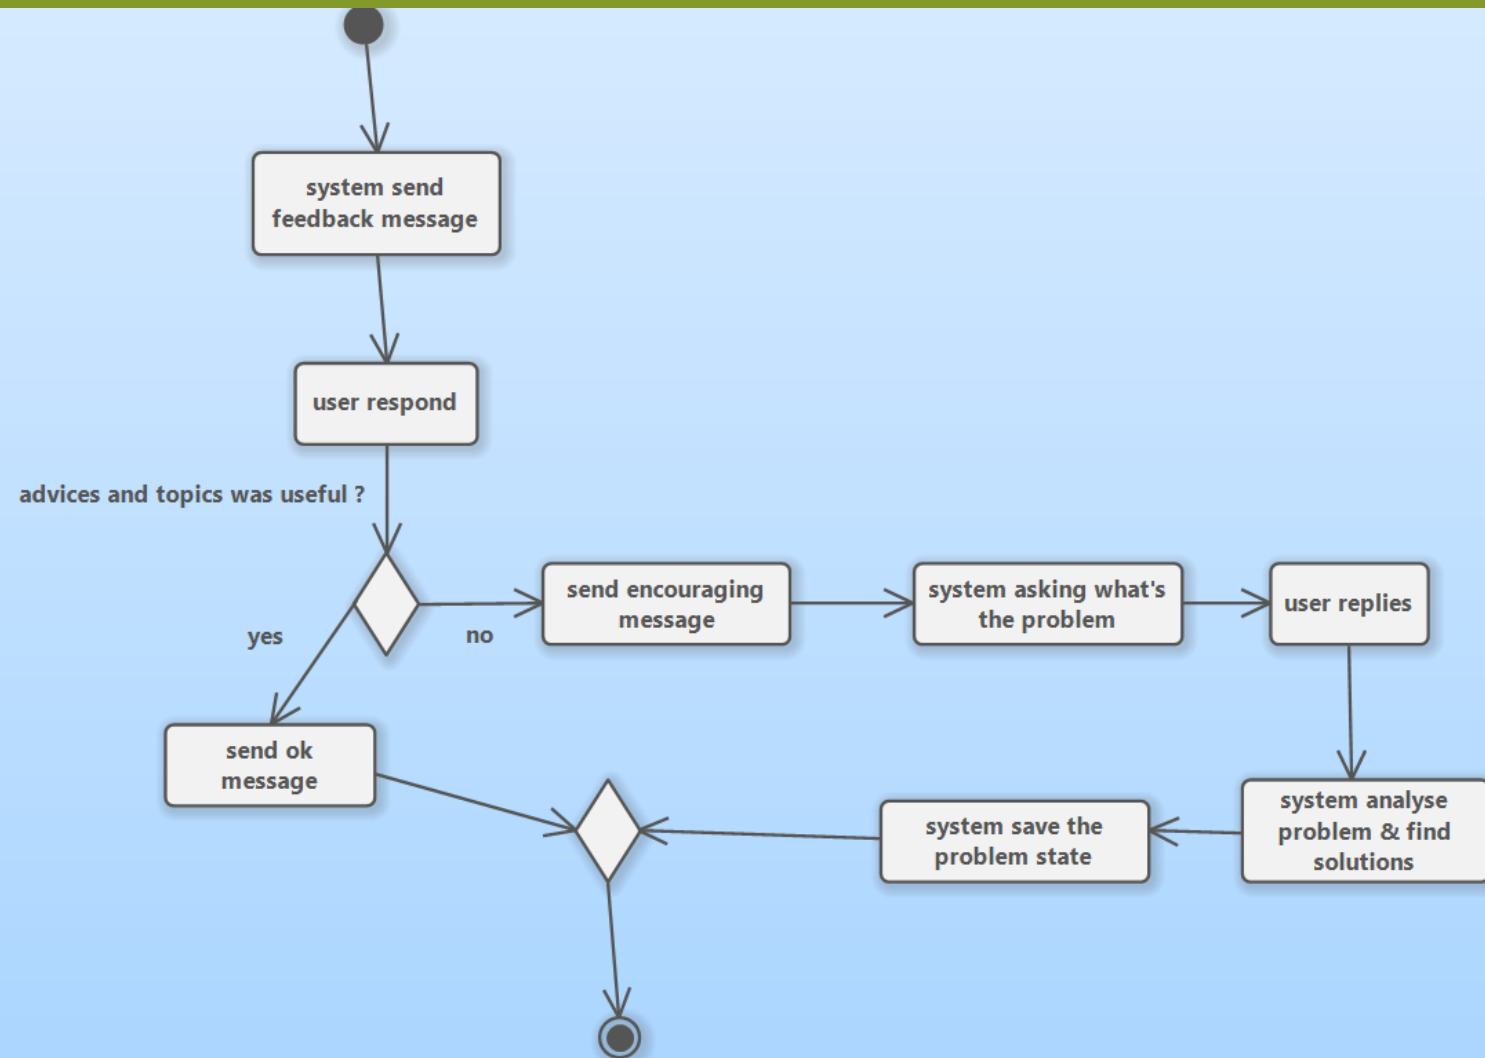 system send
feedback message
user respond
advices and topics was useful ?
yes
no
send encouraging
message
system asking what's
the problem
user replies
send ok
message
system save the
problem state
system analyse
problem & find
solutions